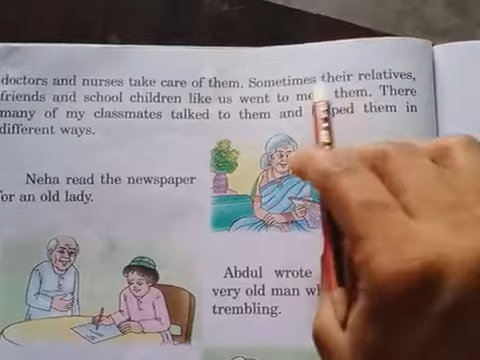 doctors and nurses take care of them. Sometimes their relatives,
friends and school children like us went to me them. There
many of my classmates talked to them and ped them in
different ways.
Neha read the newspaper
for an old lady.
Abdul wrote
very old man wh
trembling.